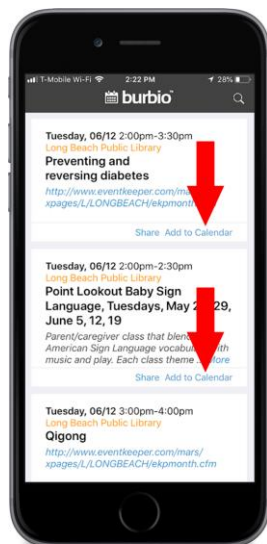 T-Mobile Wi-Fi 2:22 PM 28%
burbio
Tuesday, 06/12 2:00pm-3:30pm
Long Beach Public Library
Preventing and
reversing diabetes
http://www.eventkeeper.com/mars/
xpages/L/LONGBEACH/ekpmonth
Share Add to Calendar
Tuesday, 06/12 2:00pm-2:30pm
Long Beach Public Library
Point Lookout Baby Sign
Language, Tuesdays, May 29,
June 5, 12, 19
Parent/caregiver class that
American Sign Language with
music and play. Each class theme
Share Add to Calendar
Tuesday, 06/12 3:00pm-4:00pm
Long Beach Public Library
Qigong
http://www.eventkeeper.com/mars/
xpages/L/LONGBEACH/ekpmonth.cfm